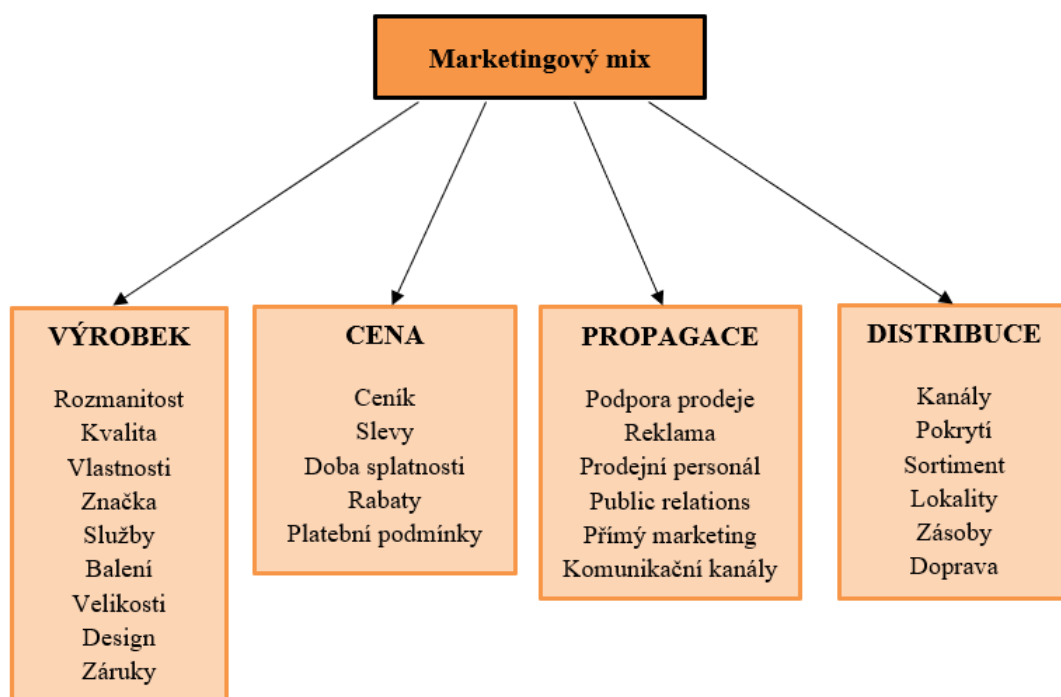 Marketingový mix
VÝROBEK
Rozmanitost
Kvalita
Vlastnosti
Značka
Služby
Balení
Velikosti
Design
Záruky
CENA
Ceník
Slevy
Doba splatnosti
Rabaty
Platební podmínky
PROPAGACE
Podpora prodeje
Reklama
Prodejní personál
Public relations
Přímý marketing
Komunikační kanály
DISTRIBUCE
Kanály
Pokrytí
Sortiment
Lokality
Zásoby
Doprava